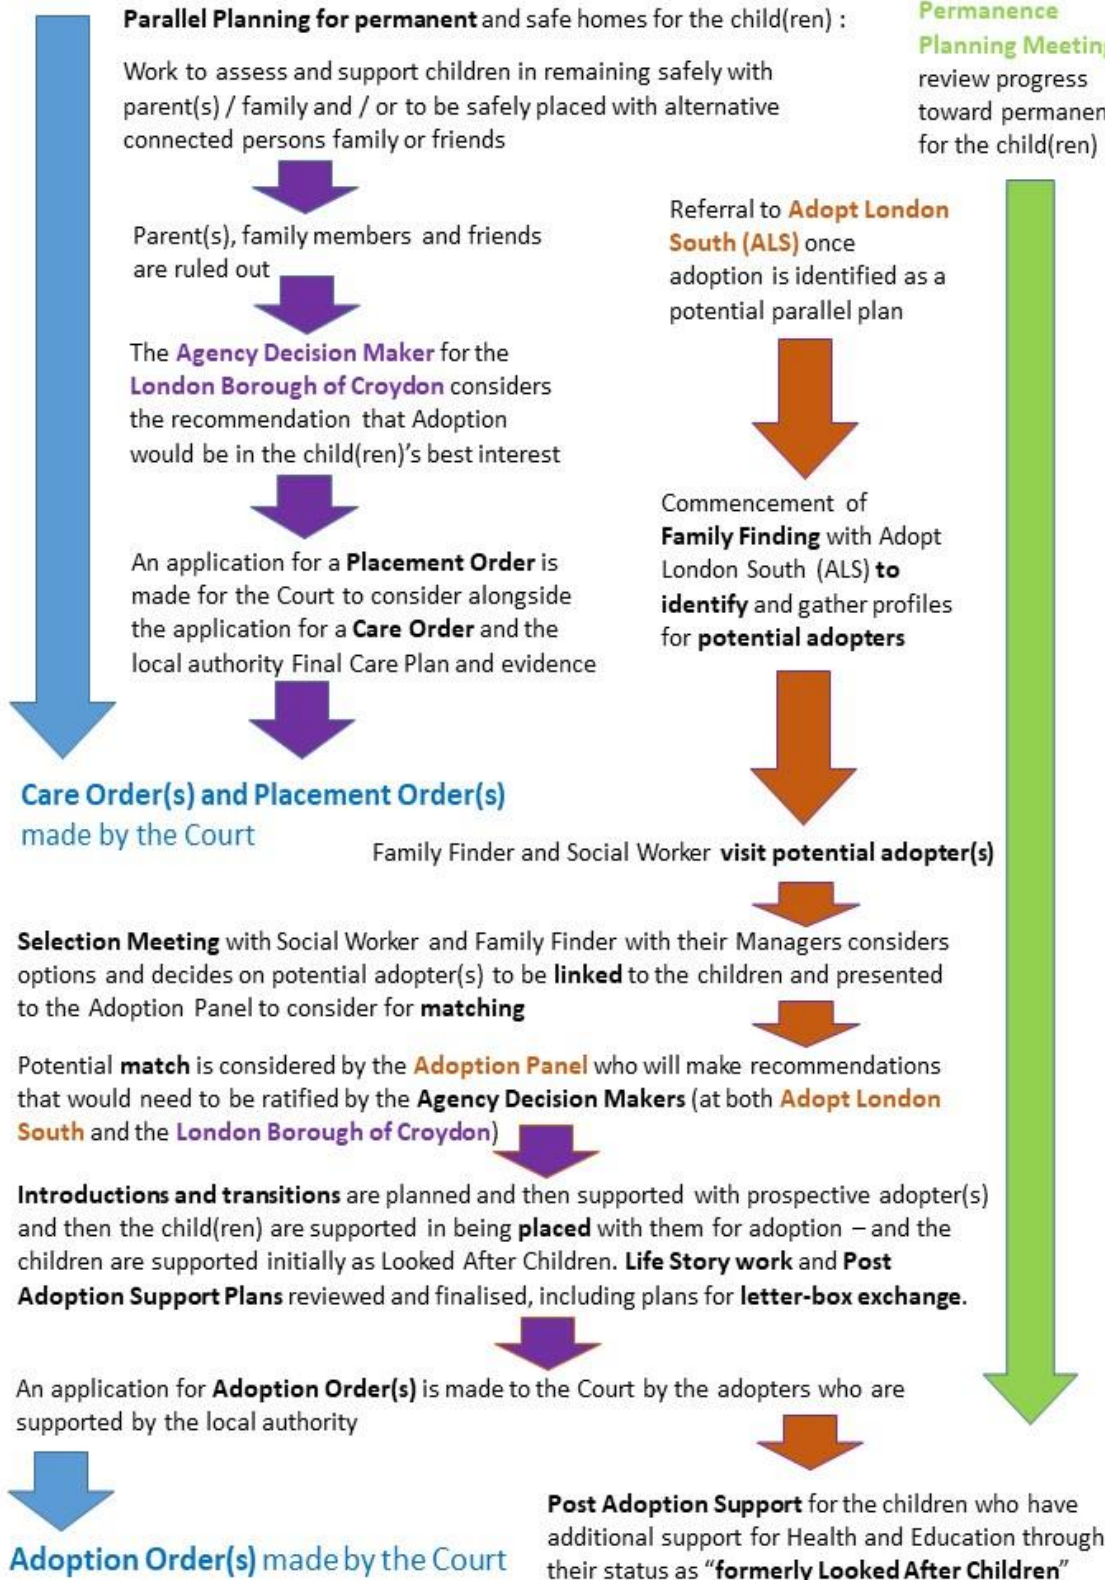 Parallel Planning for permanent and safe homes for the child(ren) :
Work to assess and support children in remaining safely with
parent(s) / family and / or to be safely placed with alternative
connected persons family or friends
Permanence
Planning Meeting
review progress
toward permanen
for the child(ren)
Parent(s), family members and friends
are ruled out
The Agency Decision Maker for the
London Borough of Croydon considers
the recommendation that Adoption
would be in the child(ren)'s best interest
An application for a Placement Order is
made for the Court to consider alongside
the application for a Care Order and the
local authority Final Care Plan and evidence
Care Order(s) and Placement Order(s)
made by the Court
Referral to Adopt London
South (ALS) once
adoption is identified as a
potential parallel plan
Commencement of
Family Finding with Adopt
London South (ALS) to
identify and gather profiles
for potential adopters
Family Finder and Social Worker visit potential adopter(s)
Selection Meeting with Social Worker and Family Finder with their Managers considers
options and decides on potential adopter(s) to be linked to the children and presented
to the Adoption Panel to consider for matching
Potential match is considered by the Adoption Panel who will make recommendations
that would need to be ratified by the Agency Decision Makers (at both Adopt London
South and the London Borough of Croydon)
Introductions and transitions are planned and then supported with prospective adopter(s)
and then the child(ren) are supported in being placed with them for adoption – and the
children are supported initially as Looked After Children. Life Story work and Post
Adoption Support Plans reviewed and finalised, including plans for letter-box exchange.
An application for Adoption Order(s) is made to the Court by the adopters who are
supported by the local authority
Adoption Order(s) made by the Court
Post Adoption Support for the children who have
additional support for Health and Education through
their status as "formerly Looked After Children"